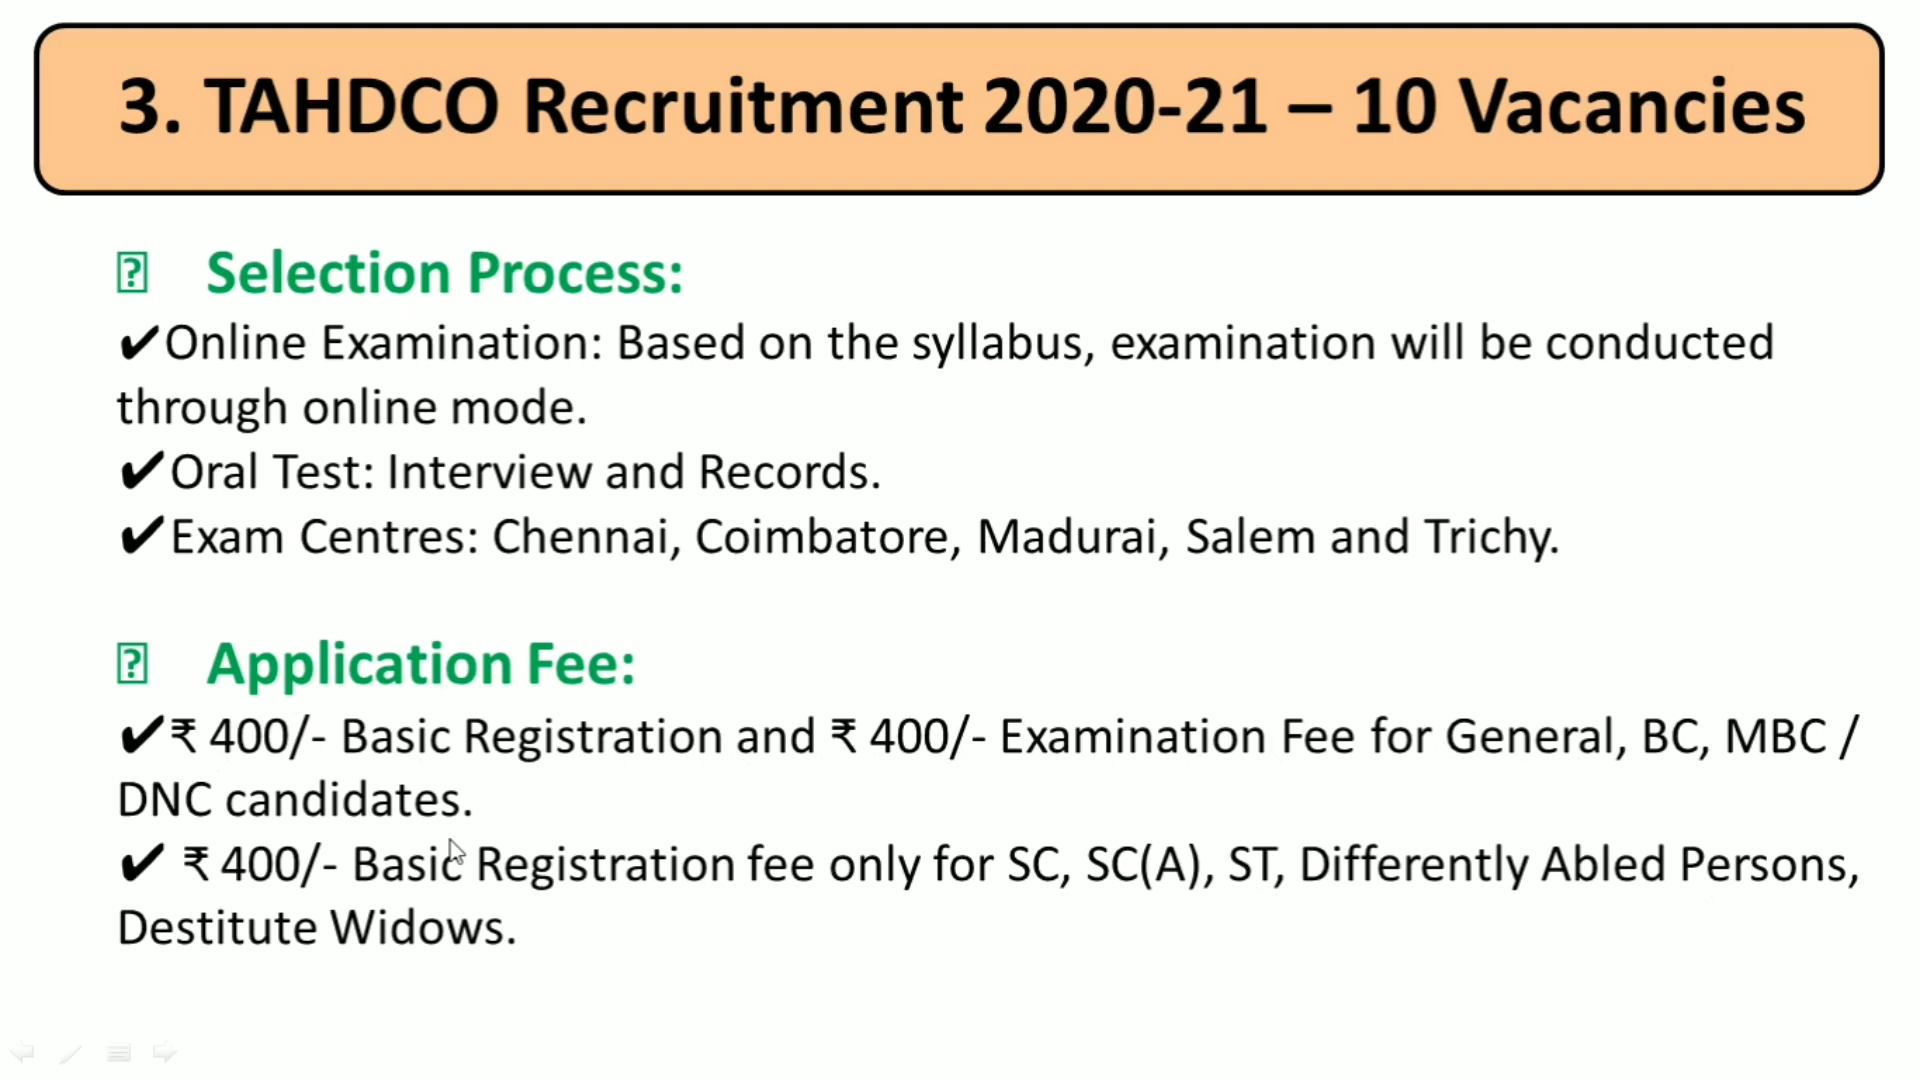 3. TAHDCO Recruitment 2020-21 – 10 Vacancies
Selection Process:
✔Online Examination: Based on the syllabus, examination will be conducted
through online mode.
✔Oral Test: Interview and Records.
✔Exam Centres: Chennai, Coimbatore, Madurai, Salem and Trichy.
Application Fee:
✔₹ 400/- Basic Registration and ₹ 400/- Examination Fee for General, BC, MBC /
DNC candidates.
✔ ₹ 400/- Basic Registration fee only for SC, SC(A), ST, Differently Abled Persons,
Destitute Widows.